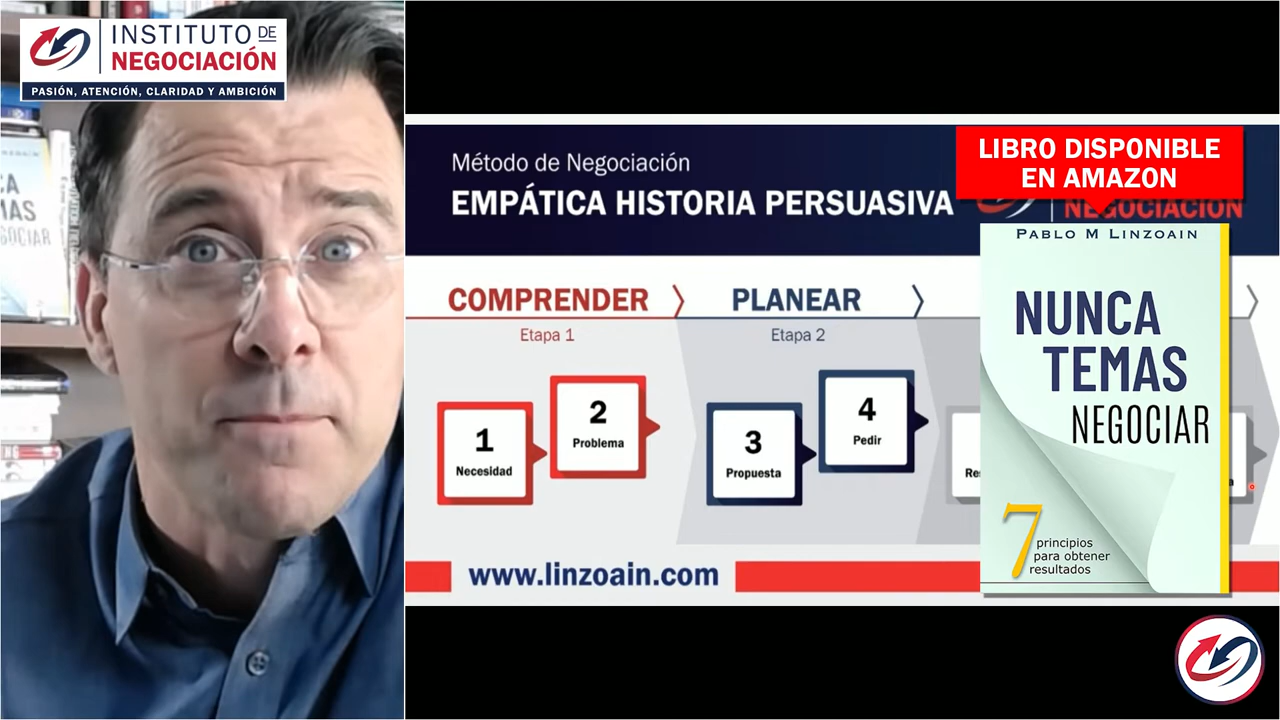 INSTITUTO DE
NEGOCIACIÓN
PASIÓN, ATENCIÓN, CLARIDAD Y AMBICIÓN
TEMAS
Método de Negociación
EMPÁTICA HISTORIA PERSUASIVA
LIBRO DISPONIBLE
EN AMAZON
NEGOCIACIÓN
COMPRENDER
PLANEAR
Etapa 1
Etapa 2
1
Necesidad
2
Problema
3
Propuesta
4
Pedir
PABLO M LINZOAIN
NUNCA
TEMAS
NEGOCIAR
7 principios
para obtener
resultados
www.linzoain.com